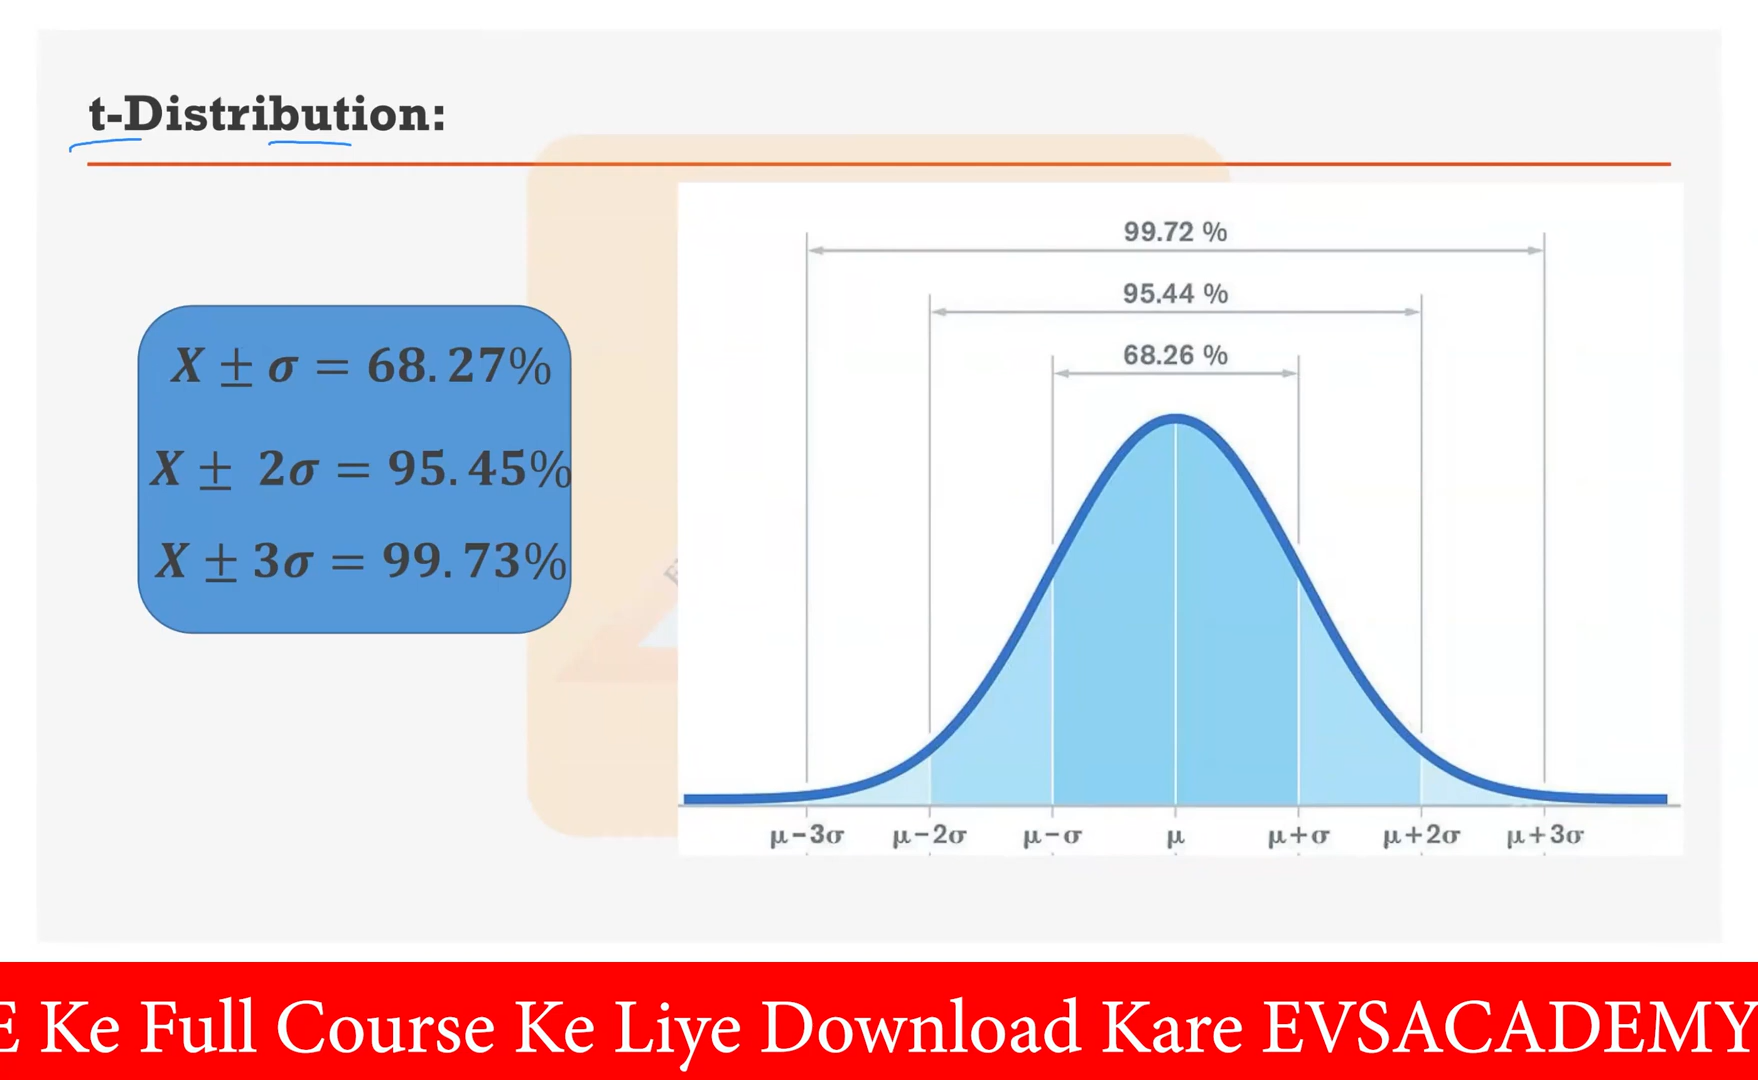 t-Distribution:
X ± σ = 68.27%
X ± 2σ = 95.45%
X ± 3σ = 99.73%
99.72 %
95.44 %
68.26 %
μ−3σ μ−2σ μ−σ μ μ+σ μ+2σ μ+3σ
E Ke Full Course Ke Liye Download Kare EVSACADEMY